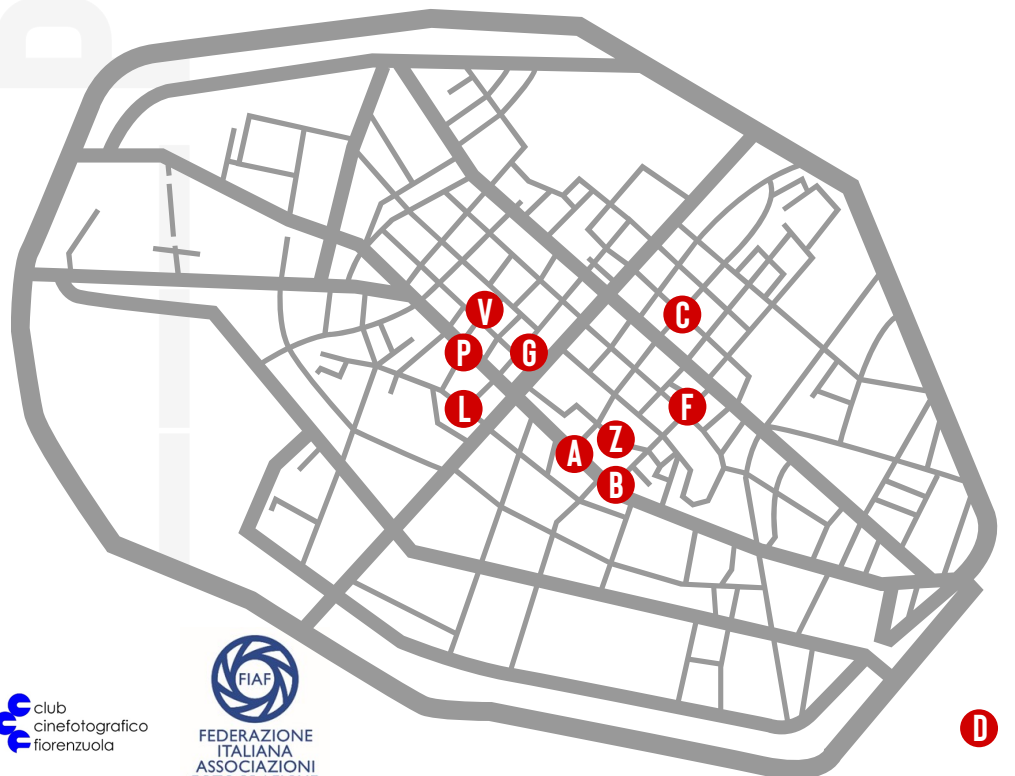 V
C
P
G
F
L
Z
A
B
FIAF
club
cinefotografico
fiorenzuola
D
FEDERAZIONE
ITALIANA
ASSOCIAZIONI